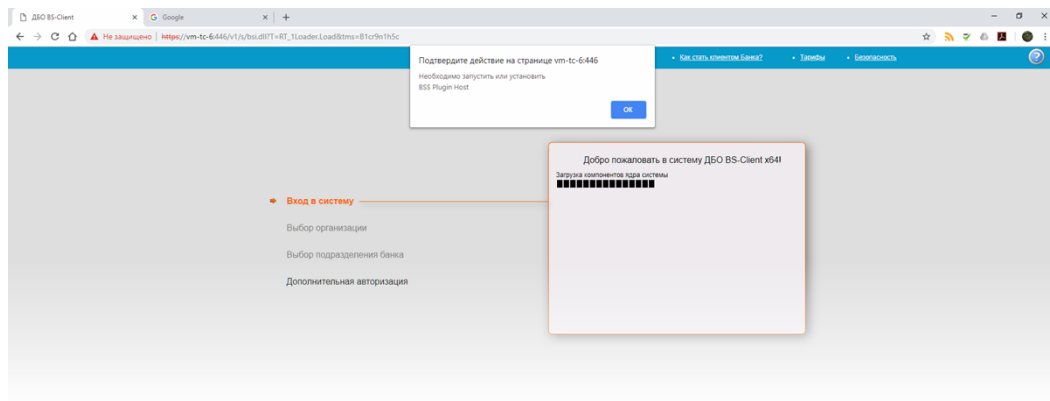 ДБО BS-Client
Google
Не защищено | https://vm-tc-6:446/v1/s/bsi.dll?T=RT_1Loader.Load&tms=81cr9n1h5c
Подтвердите действие на странице vm-tc-6:446
Необходимо запустить или установить
BSS Plugin Host
ОК
Как стать клиентом Банка?
Тарифы
Безопасность
Добро пожаловать в систему ДБО BS-Client x64!
Загрузка компонентов ядра системы
Вход в систему
Выбор организации
Выбор подразделения банка
Дополнительная авторизация